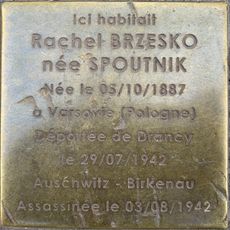 Ici habitait
Rachel BRZESKO
née SPOUTNIK
Née le 05/10/1887
à Varsovie (Pologne)
Déportée de Drancy
le 29/07/1942
Auschwitz - Birkenau
Assassinée le 03/08/1942